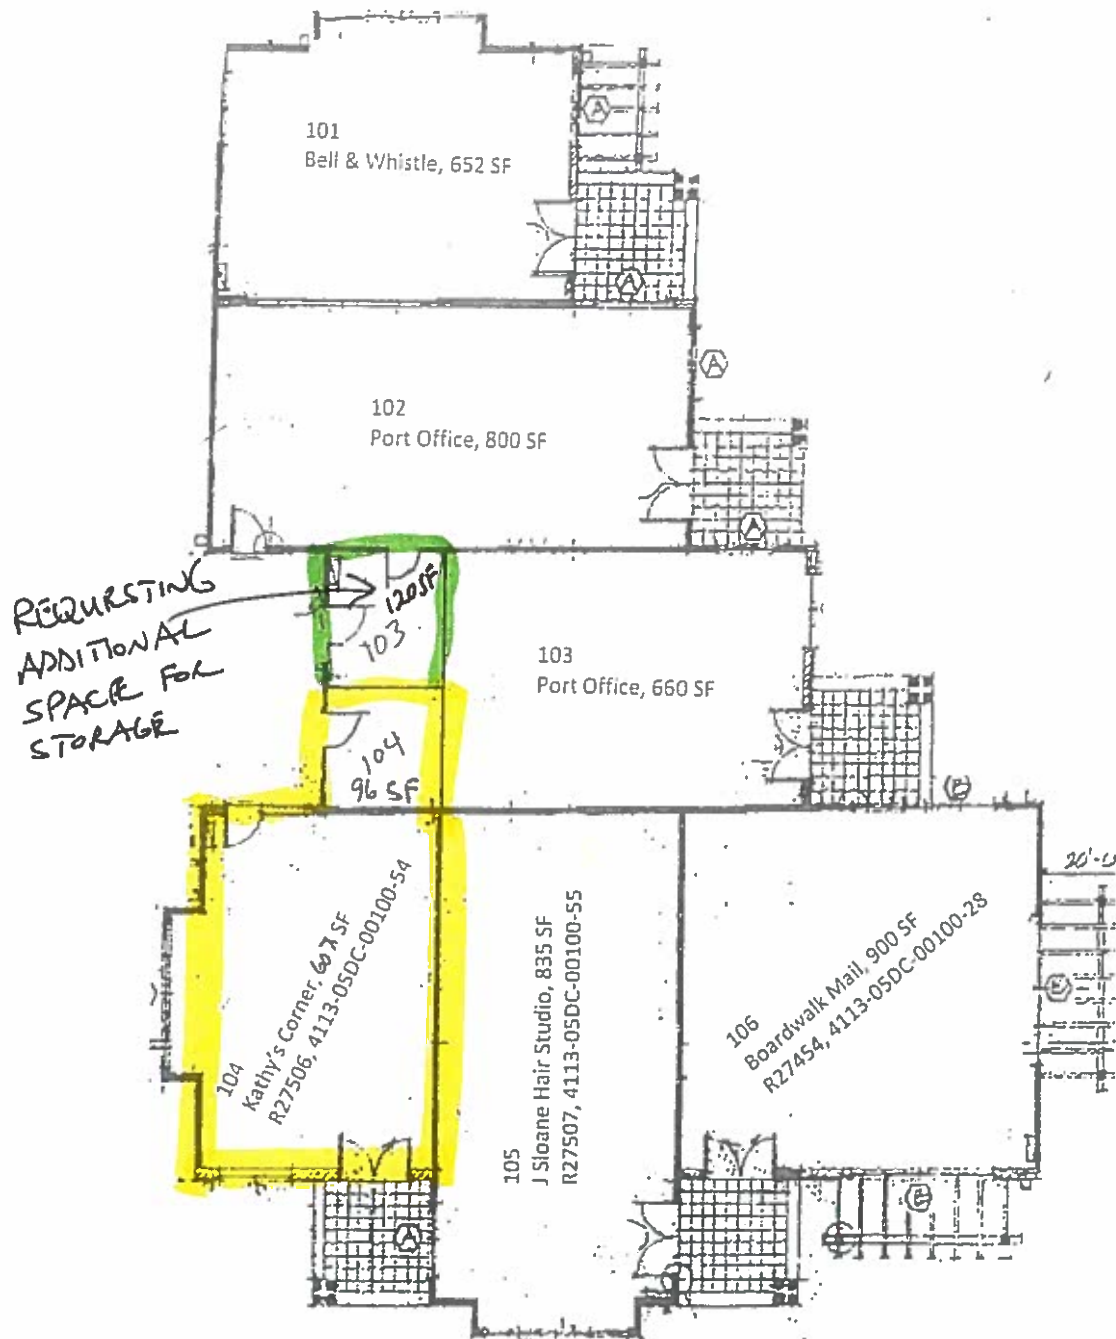 101
Bell & Whistle, 652 SF
A
A
102
Port Office, 800 SF
A
A
REQURSTING
ADDITIONAL
SPACE FOR
STORAGE
120SF
103
103
Port Office, 660 SF
104
96 SF
E
20'-
104
Kathy's Corner, 607 SF
R27506, 4113-05DC-00100-54
105
J Sloane Hair Studio, 835 SF
R27507, 4113-05DC-00100-55
106
Boardwalk Mail, 900 SF
R27454, 4113-05DC-00100-28
E
E
A